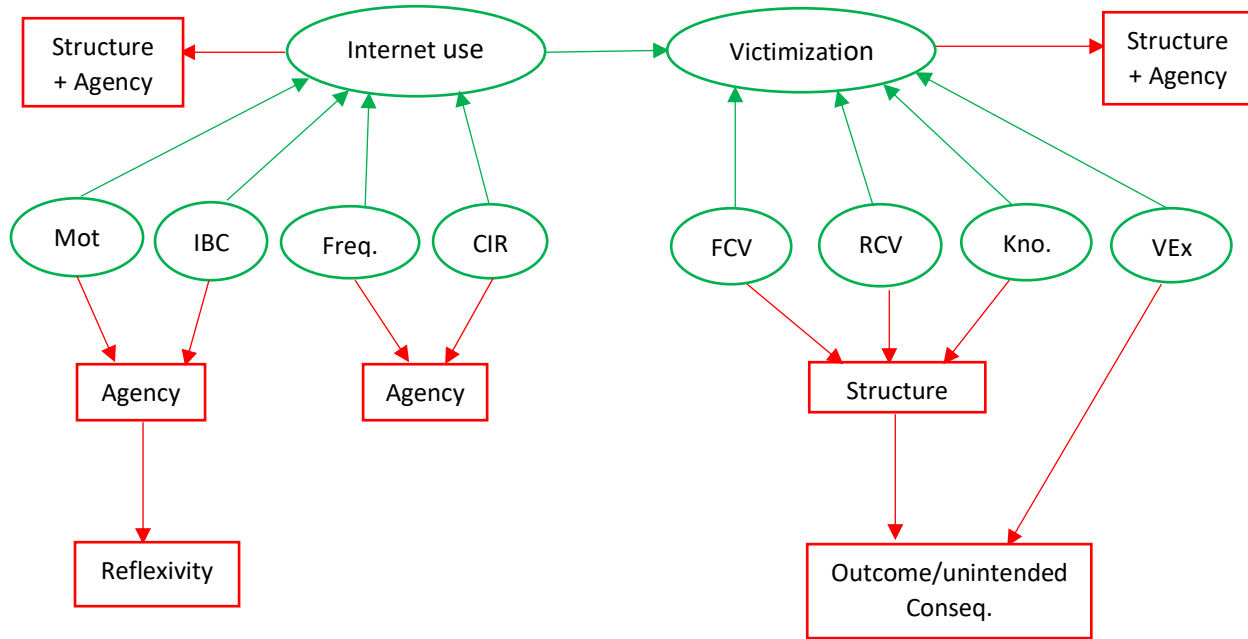 Structure
+ Agency
Internet use
Victimization
Structure
+ Agency
Mot
IBC
Freq.
CIR
FCV
RCV
Kno.
VEx
Agency
Agency
Structure
Reflexivity
Outcome/unintended
Conseq.